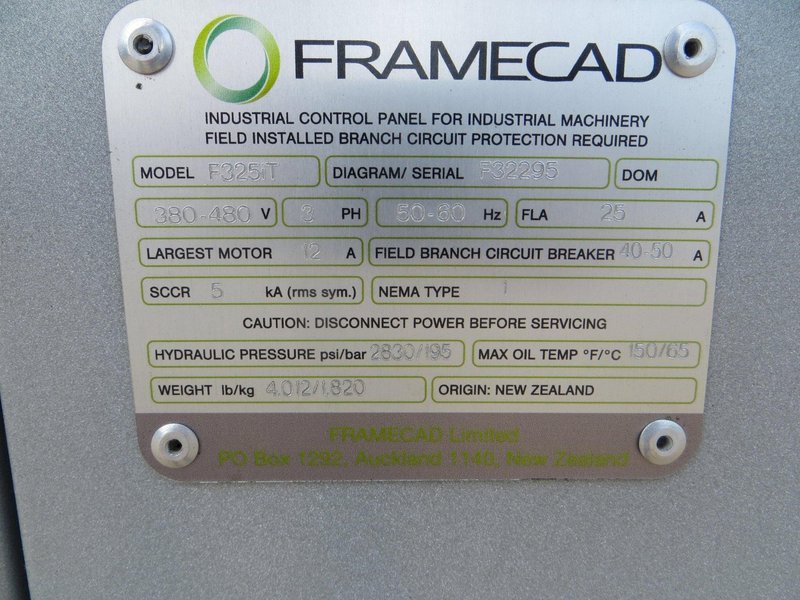 FRAMECAD
INDUSTRIAL CONTROL PANEL FOR INDUSTRIAL MACHINERY
FIELD INSTALLED BRANCH CIRCUIT PROTECTION REQUIRED
MODEL F325iT DIAGRAM/ SERIAL F32295 DOM
380-480 V 3 PH 50-60 Hz FLA 25 A
LARGEST MOTOR 12 A FIELD BRANCH CIRCUIT BREAKER 40-50 A
SCCR 5 kA (rms sym.) NEMA TYPE 1
CAUTION: DISCONNECT POWER BEFORE SERVICING
HYDRAULIC PRESSURE psi/bar 2830/195 MAX OIL TEMP °F/°C 150/65
WEIGHT lb/kg 4,012/1,820 ORIGIN: NEW ZEALAND
FRAMECAD Limited
PO Box 1292, Auckland 1140, New Zealand